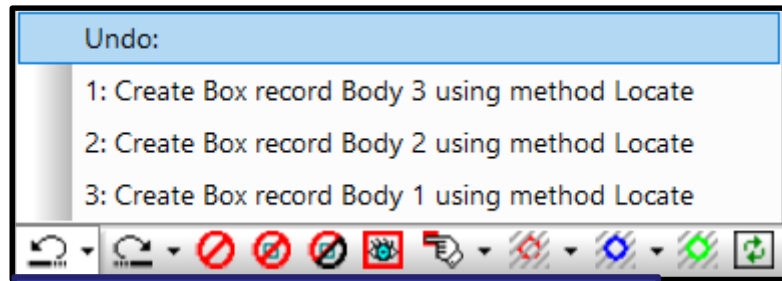 Undo:
1: Create Box record Body 3 using method Locate
2: Create Box record Body 2 using method Locate
3: Create Box record Body 1 using method Locate